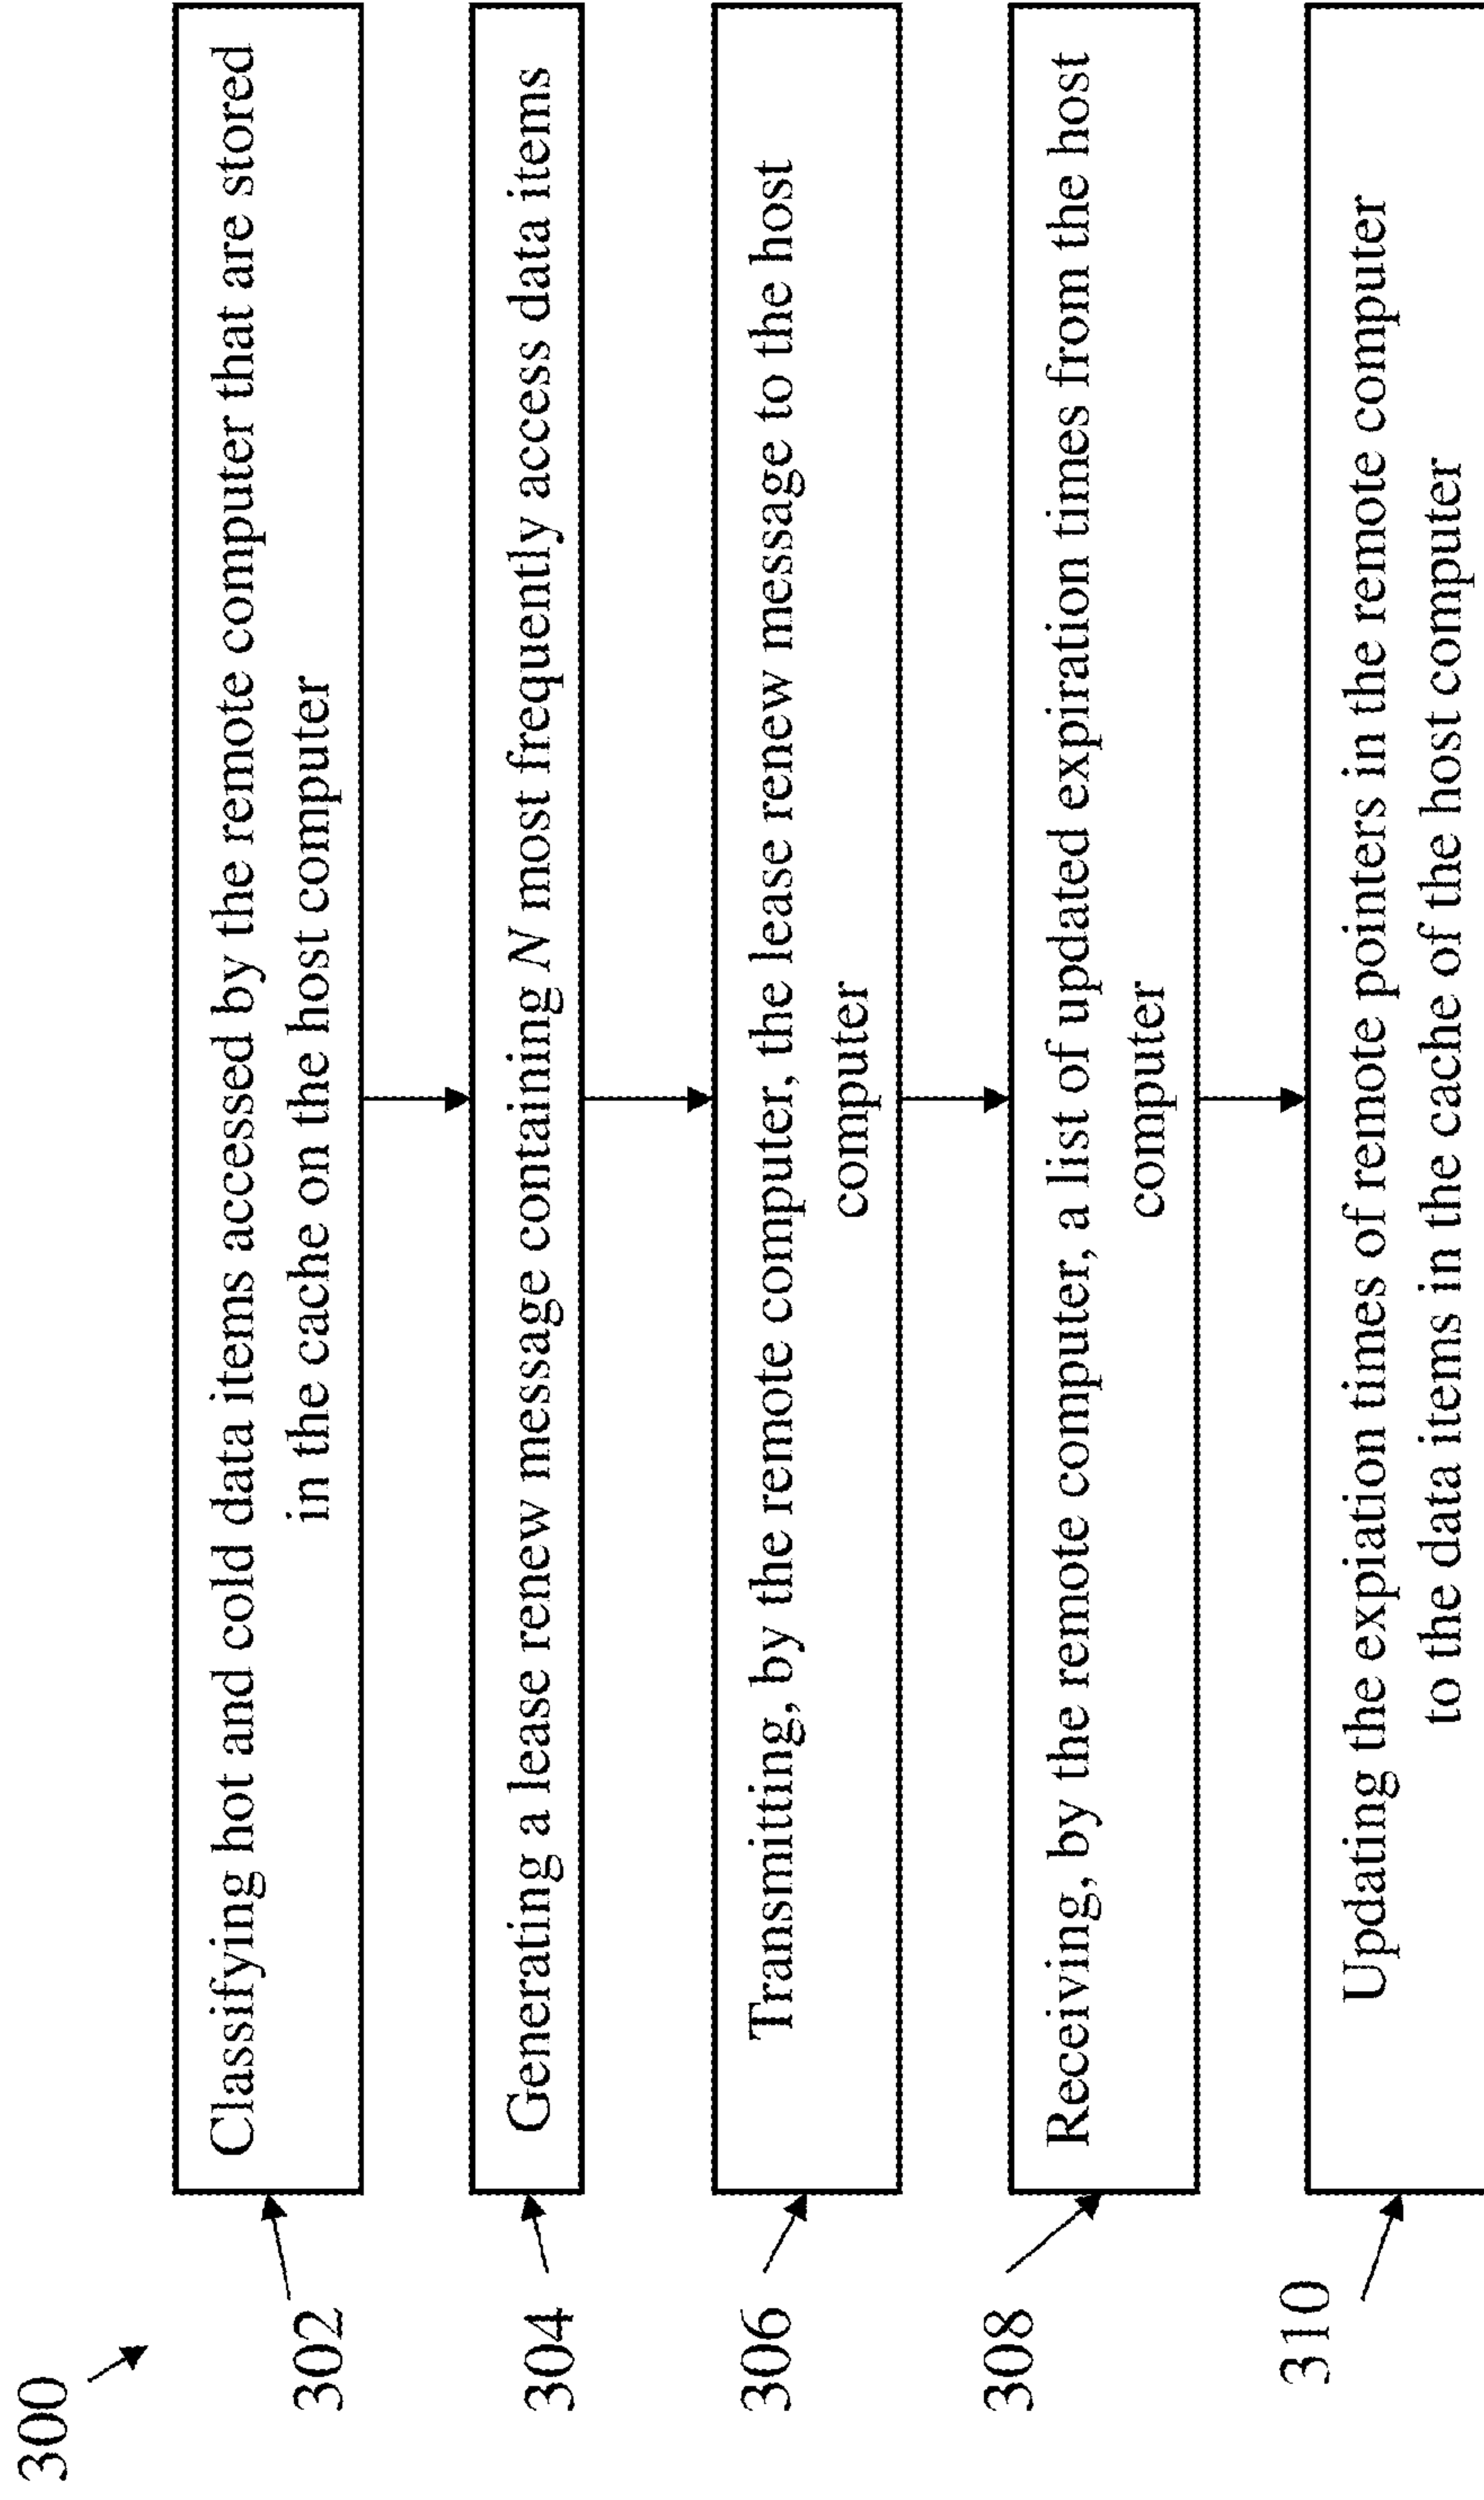 300
302
Classifying hot and cold data items accessed by the remote computer that are stored
in the cache on the host computer
304
Generating a lease renew message containing N most frequently access data items
306
Transmitting, by the remote computer, the lease renew message to the host
computer
308
Receiving, by the remote computer, a list of updated expiration times from the host
computer
310
Updating the expiation times of remote pointers in the remote computer
to the data items in the cache of the host computer